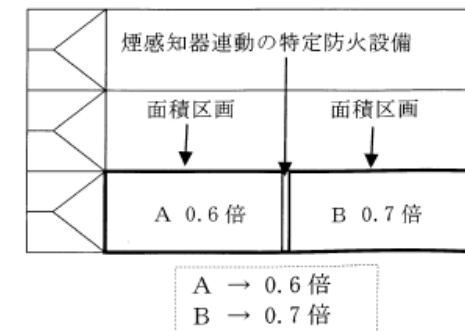 煙感知器連動の特定防火設備
面積区画 面積区画
A 0.6 倍 B 0.7 倍
A → 0.6 倍
B → 0.7 倍